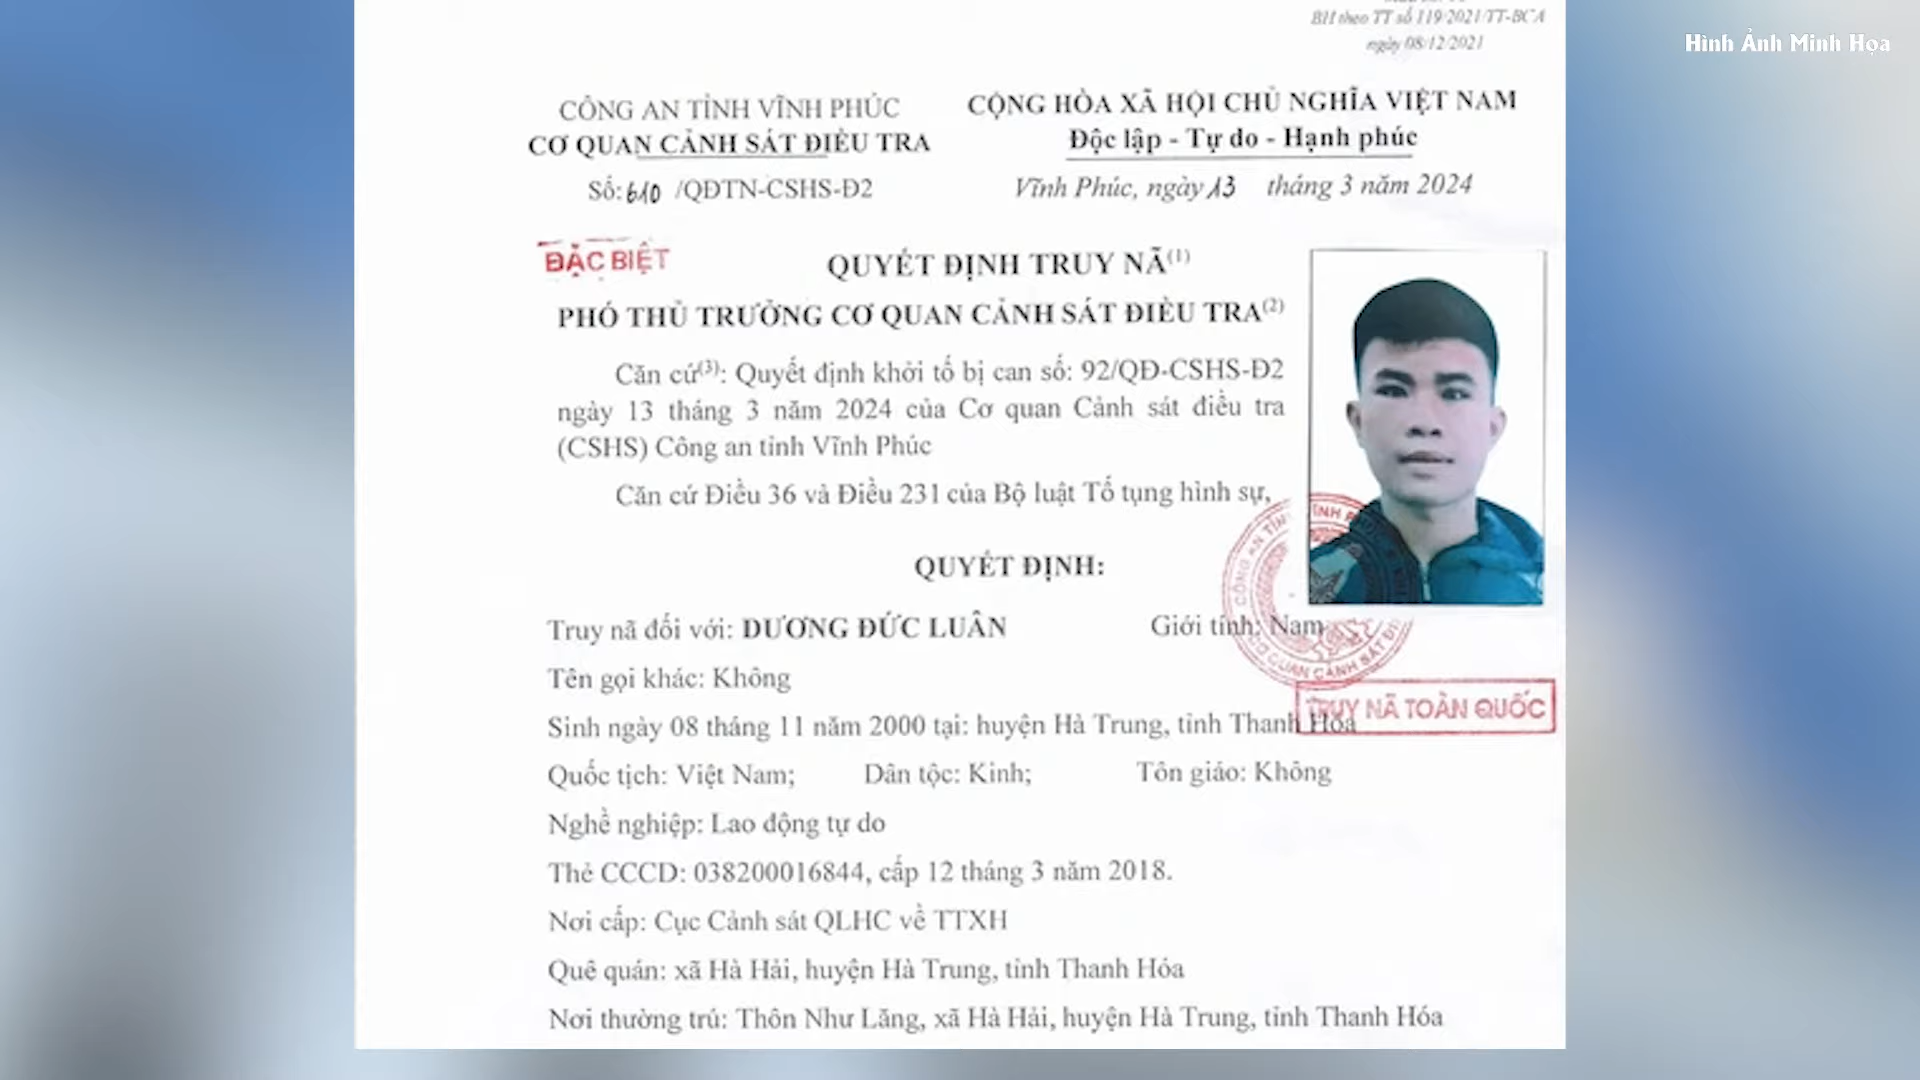 BH theo TT số 119/2021/TT-BCA
ngày 08/12/2021
Hình Ảnh Minh Họa
CÔNG AN TỈNH VĨNH PHÚC
CƠ QUAN CẢNH SÁT ĐIỀU TRA
Số: 610 /QĐTN-CSHS-Đ2
CỘNG HÒA XÃ HỘI CHỦ NGHĨA VIỆT NAM
Độc lập - Tự do - Hạnh phúc
Vĩnh Phúc, ngày 13 tháng 3 năm 2024
ĐẶC BIỆT
QUYẾT ĐỊNH TRUY NÃ(1)
PHÓ THỦ TRƯỞNG CƠ QUAN CẢNH SÁT ĐIỀU TRA(2)
Căn cứ(3): Quyết định khởi tố bị can số: 92/QĐ-CSHS-Đ2
ngày 13 tháng 3 năm 2024 của Cơ quan Cảnh sát điều tra
(CSHS) Công an tỉnh Vĩnh Phúc
Căn cứ Điều 36 và Điều 231 của Bộ luật Tố tụng hình sự,
QUYẾT ĐỊNH:
Truy nã đối với: DƯƠNG ĐỨC LUÂN Giới tính: Nam
Tên gọi khác: Không
TRUY NÃ TOÀN QUỐC
Sinh ngày 08 tháng 11 năm 2000 tại: huyện Hà Trung, tỉnh Thanh Hóa
Quốc tịch: Việt Nam; Dân tộc: Kinh; Tôn giáo: Không
Nghề nghiệp: Lao động tự do
Thẻ CCCD: 038200016844, cấp 12 tháng 3 năm 2018.
Nơi cấp: Cục Cảnh sát QLHC về TTXH
Quê quán: xã Hà Hải, huyện Hà Trung, tỉnh Thanh Hóa
Nơi thường trú: Thôn Như Lăng, xã Hà Hải, huyện Hà Trung, tỉnh Thanh Hóa